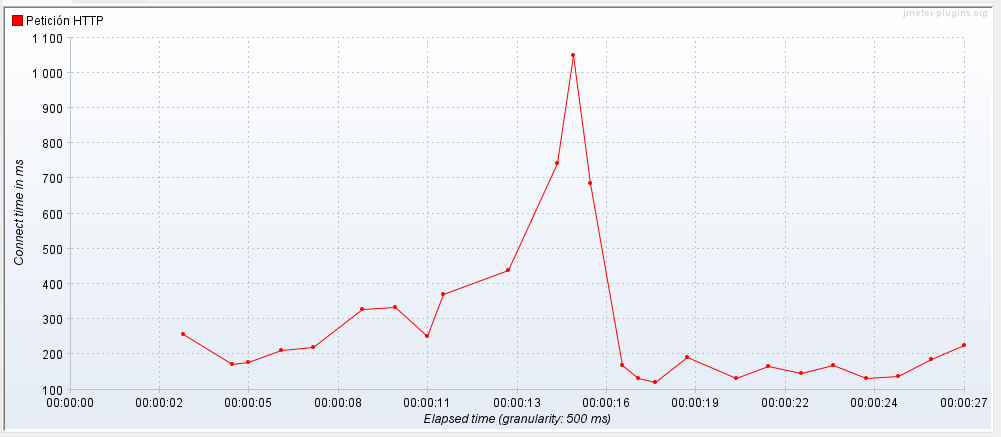 jmeter-plugins.org
Petición HTTP
1 100
1 000
900
800
700
600
500
400
300
200
100
Connect time in ms
00:00:00 00:00:02 00:00:05 00:00:08 00:00:11 00:00:13 00:00:16 00:00:19 00:00:22 00:00:24 00:00:27
Elapsed time (granularity: 500 ms)